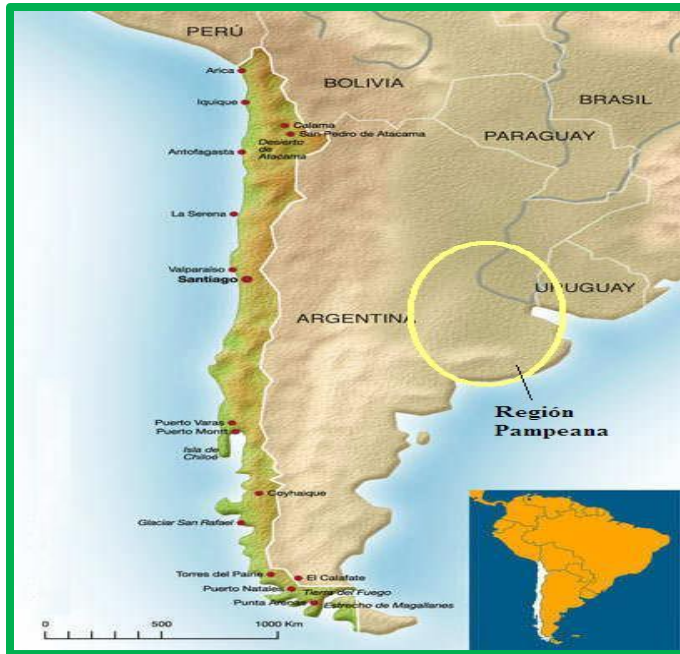 PERÚ
Arica
BOLIVIA
Iquique
BRASIL
Calama
San Pedro de Atacama
PARAGUAY
Desierto
de
Atacama
Antofagasta
La Serena
Valparaíso
Santiago
URUGUAY
ARGENTINA
Región
Pampeana
Puerto Varas
Puerto Montt
Isla de
Chiloé
Coyhaique
Glaciar San Rafael
Torres del Paine
El Calafate
Puerto Natales
Tierra del Fuego
Punta Arenas
Estrecho de Magallanes
0 500 1000 Km